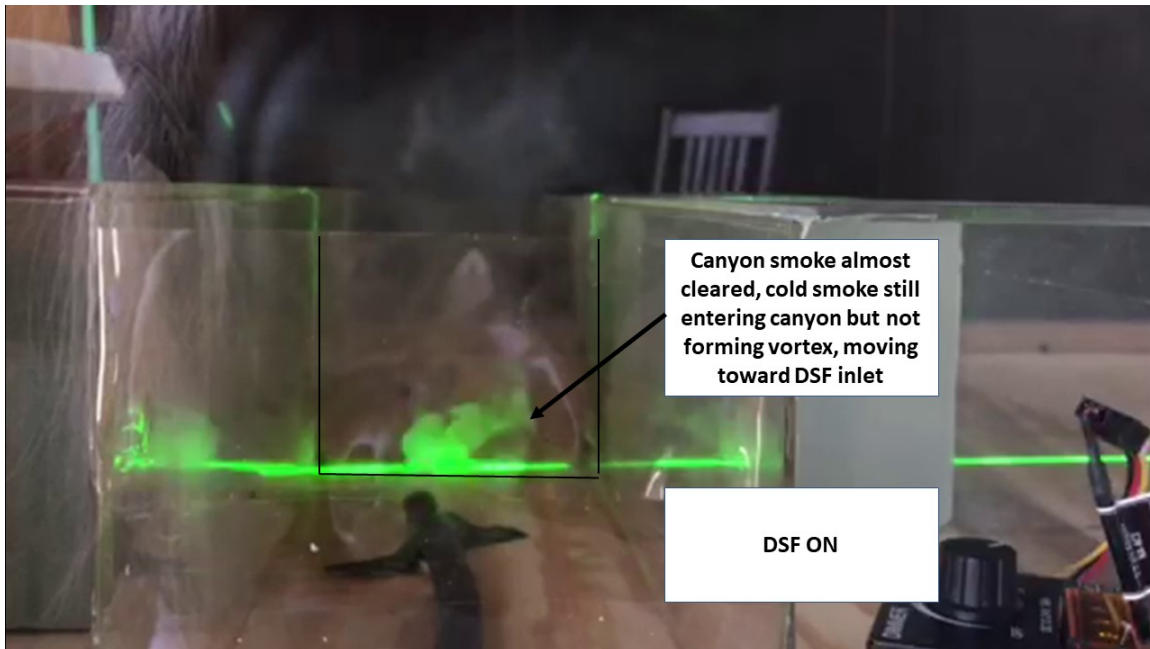 Canyon smoke almost
cleared, cold smoke still
entering canyon but not
forming vortex, moving
toward DSF inlet
DSF ON
DIMMER